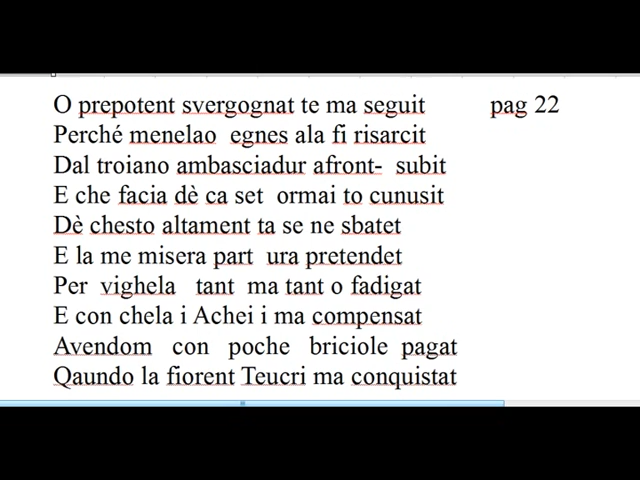 O prepotent svergognat te ma seguit pag 22
Perché menelao egnes ala fi risarcit
Dal troiano ambasciadur afront- subit
E che facia dè ca set ormai to cunusit
Dè chesto altament ta se ne sbatet
E la me misera part ura pretendet
Per vighela tant ma tant o fadigat
E con chela i Achei i ma compensat
Avendom con poche briciole pagat
Qaundo la fiorent Teucri ma conquistat